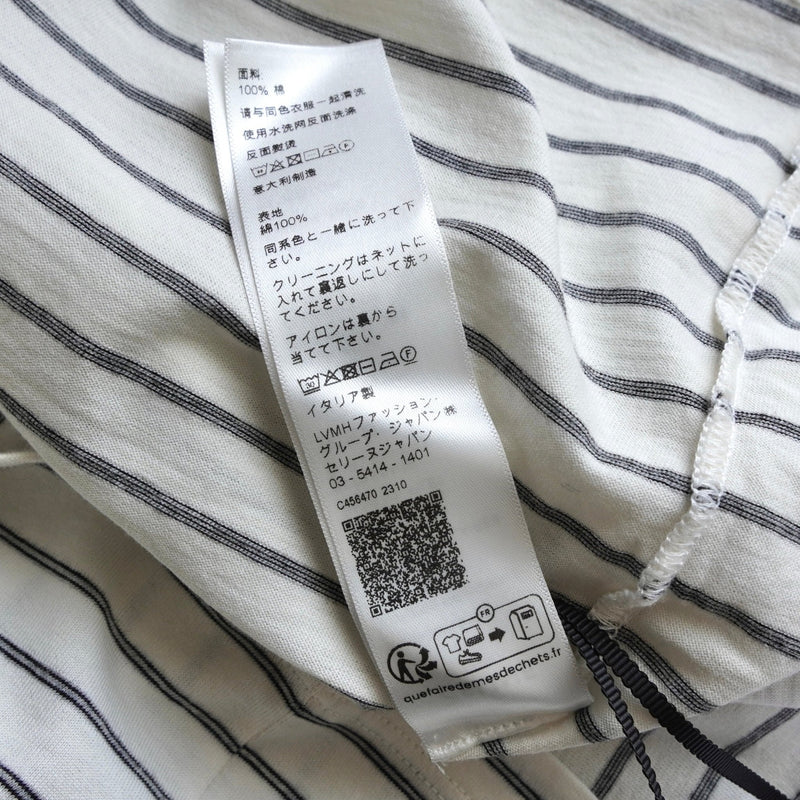 面料
100% 棉
请与同色衣服一起清洗
使用水洗网反面洗涤
反面熨烫
意大利制造
表地
綿100%
同系色と一緒に洗って下
さい。
クリーニングはネットに
入れて裏返しにして洗っ
てください。
アイロンは裏から
当てて下さい。
30 F
イタリア製
LVMHファッション・
グループ・ジャパン㈱
セリーヌジャパン
03-5414-1401
C456470 2310
FR
quefairedemesdechets.fr